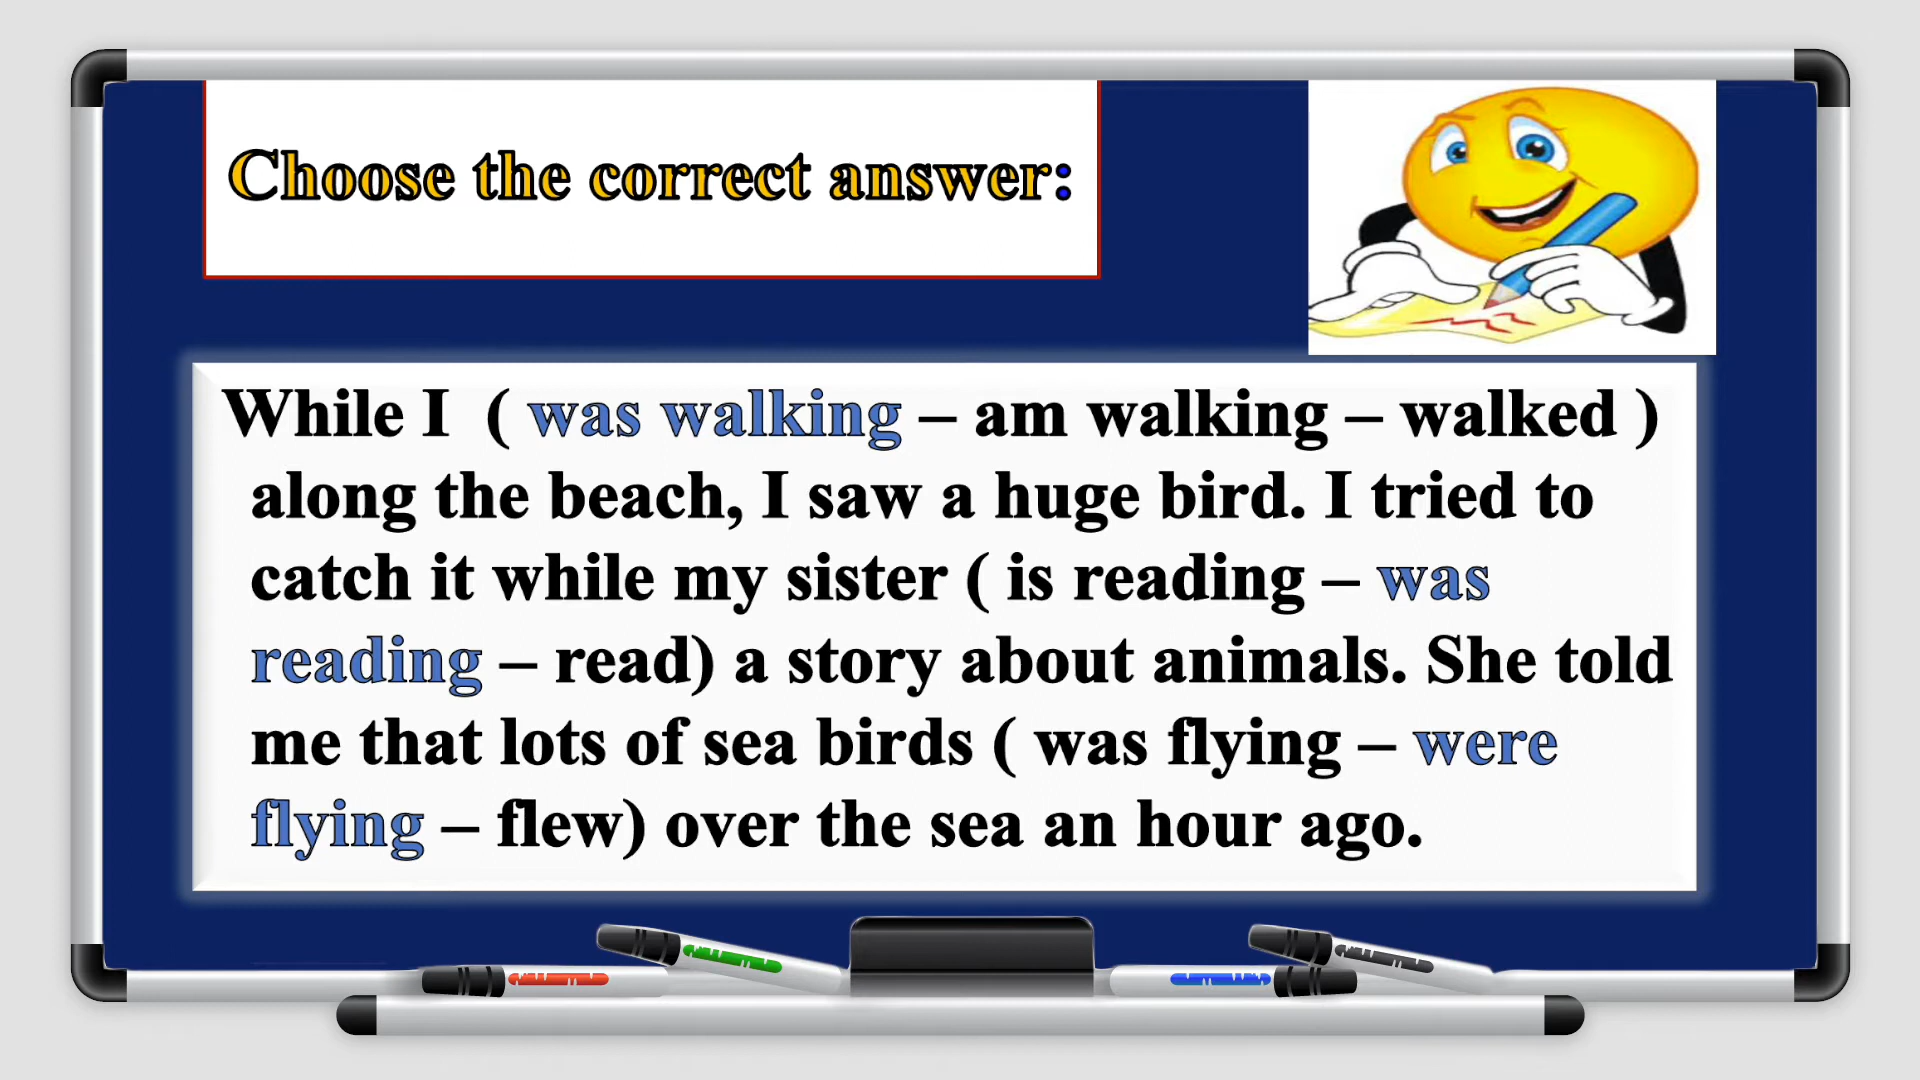 Choose the correct answer:
While I ( was walking – am walking – walked )
along the beach, I saw a huge bird. I tried to
catch it while my sister ( is reading – was
reading – read) a story about animals. She told
me that lots of sea birds ( was flying – were
flying – flew) over the sea an hour ago.